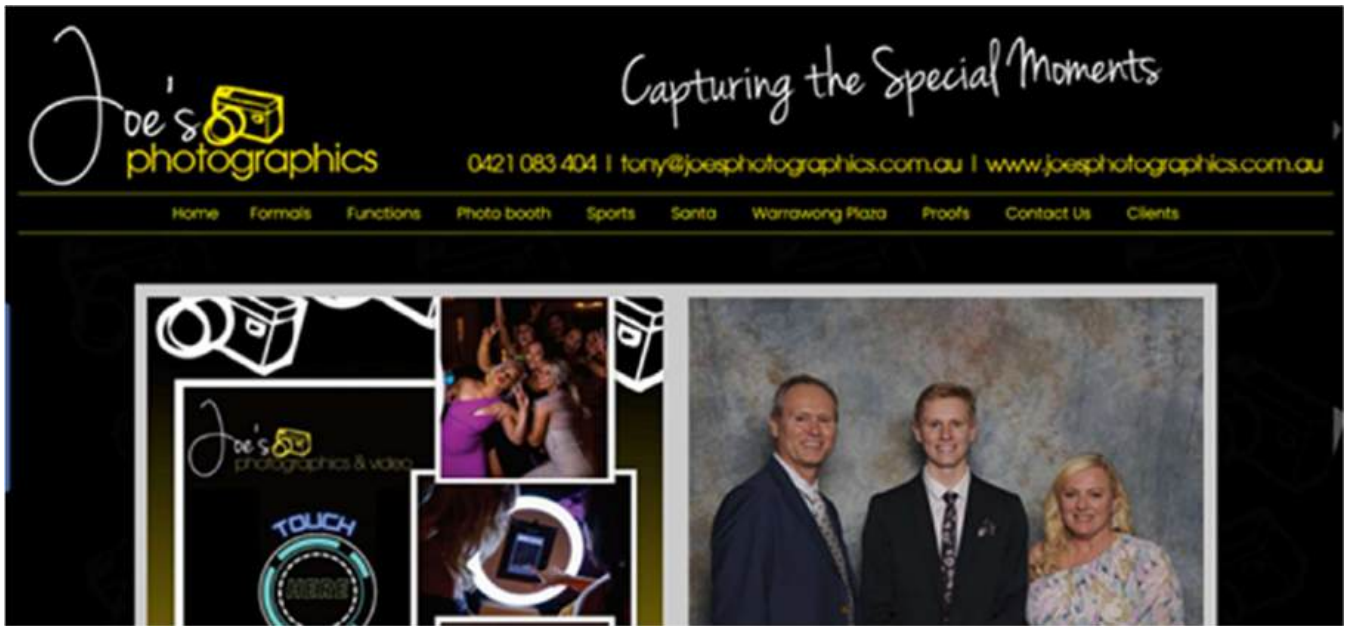 Joe's
photographics
Capturing the Special Moments
0421 083 404 | tony@joesphotographics.com.au | www.joesphotographics.com.au
Home Formals Functions Photo booth Sports Santa Warrawong Plaza Proofs Contact Us Clients
Joe's
photographics & video
TOUCH
HERE